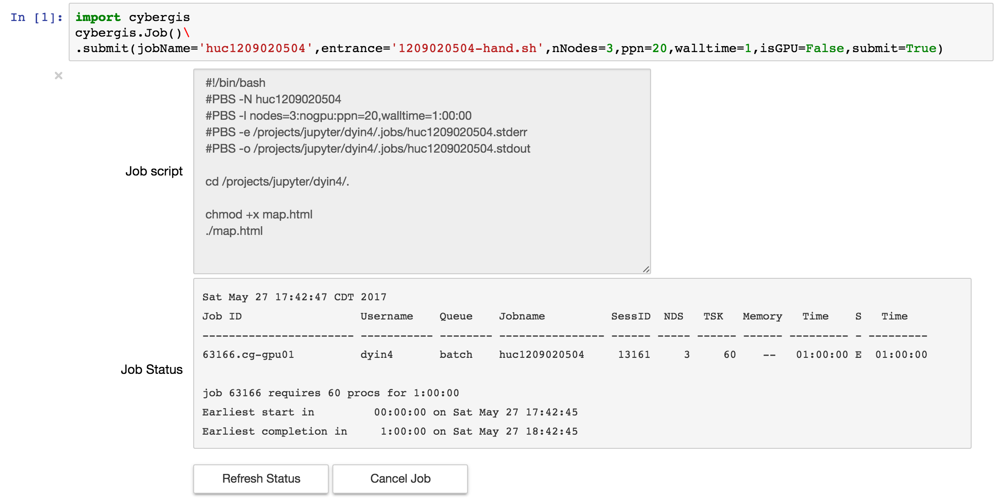 In [1]:
import cybergis
cybergis.Job()\
.submit(jobName='huc1209020504',entrance='1209020504-hand.sh',nNodes=3,ppn=20,walltime=1,isGPU=False,submit=True)
×
Job script
#!/bin/bash
#PBS -N huc1209020504
#PBS -l nodes=3:nogpu:ppn=20,walltime=1:00:00
#PBS -e /projects/jupyter/dyin4/.jobs/huc1209020504.stderr
#PBS -o /projects/jupyter/dyin4/.jobs/huc1209020504.stdout
cd /projects/jupyter/dyin4/.
chmod +x map.html
./map.html
Job Status
Sat May 27 17:42:47 CDT 2017
Job ID                  Username    Queue    Jobname          SessID  NDS   TSK   Memory   Time    S   Time
----------------------- ----------- -------- ---------------- ------ ----- ------ ------ --------- - ---------
63166.cg-gpu01          dyin4       batch    huc1209020504     13161     3     60    --   01:00:00 E  01:00:00
job 63166 requires 60 procs for 1:00:00
Earliest start in         00:00:00 on Sat May 27 17:42:45
Earliest completion in     1:00:00 on Sat May 27 18:42:45
Refresh Status
Cancel Job